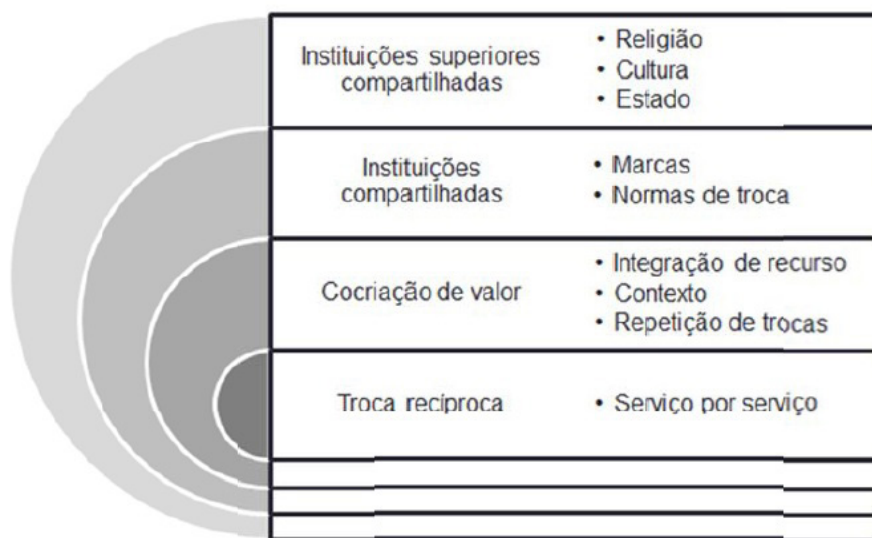 Instituições superiores
compartilhadas
• Religião
• Cultura
• Estado
Instituições
compartilhadas
• Marcas
• Normas de troca
Cocriação de valor
• Integração de recurso
• Contexto
• Repetição de trocas
Troca recíproca
• Serviço por serviço